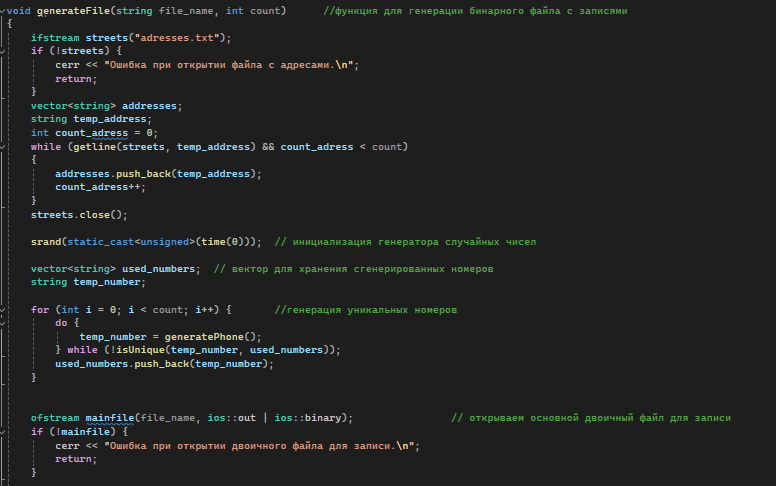 void generateFile(string file_name, int count)      //функция для генерации бинарного файла с записями
{
    ifstream streets("adresses.txt");
    if (!streets) {
        cerr << "Ошибка при открытии файла с адресами.\n";
        return;
    }
    vector<string> addresses;
    string temp_address;
    int count_adress = 0;
    while (getline(streets, temp_address) && count_adress < count)
    {
        addresses.push_back(temp_address);
        count_adress++;
    }
    streets.close();

    srand(static_cast<unsigned>(time(0)));  // инициализация генератора случайных чисел

    vector<string> used_numbers;  // вектор для хранения сгенерированных номеров
    string temp_number;

    for (int i = 0; i < count; i++) {       //генерация уникальных номеров
        do {
            temp_number = generatePhone();
        } while (!isUnique(temp_number, used_numbers));
        used_numbers.push_back(temp_number);
    }


    ofstream mainfile(file_name, ios::out | ios::binary);                // открываем основной двоичный файл для записи
    if (!mainfile) {
        cerr << "Ошибка при открытии двоичного файла для записи.\n";
        return;
    }